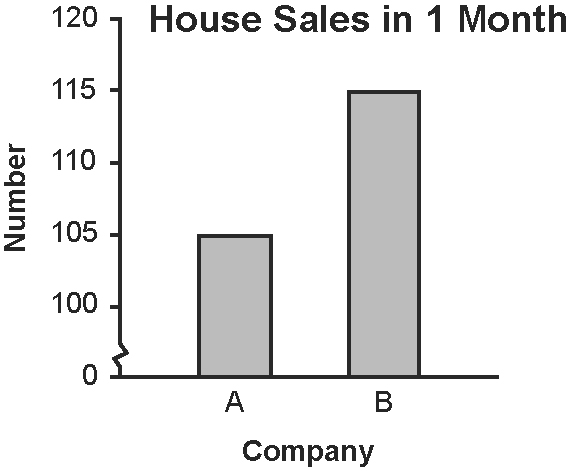 House Sales in 1 Month
Number
120
115
110
105
100
0
A
B
Company